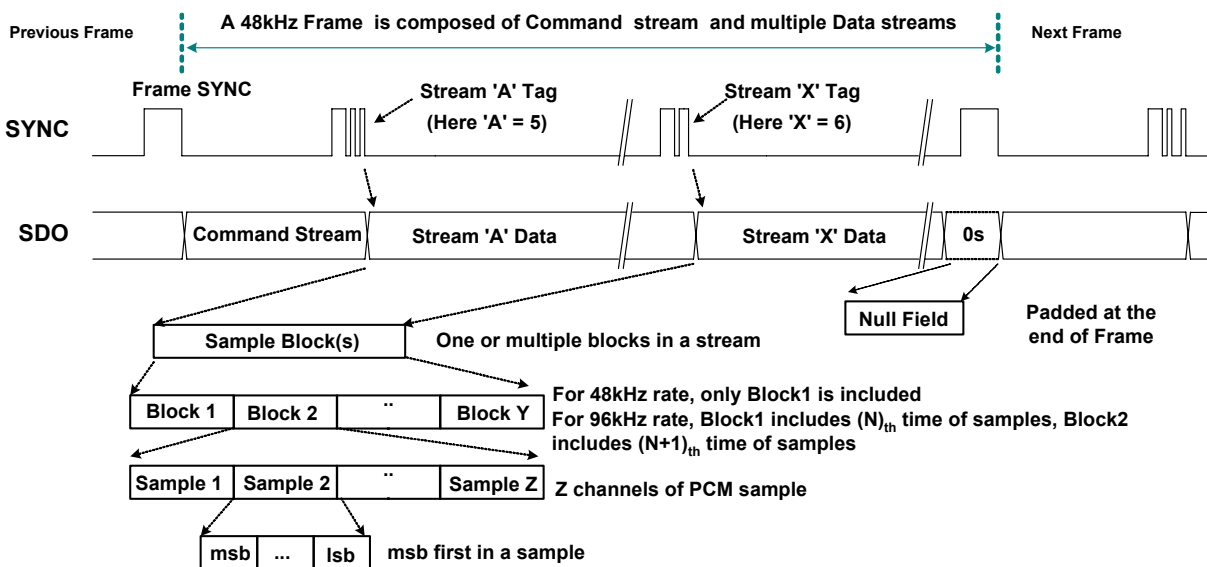 A 48kHz Frame is composed of Command stream and multiple Data streams
Previous Frame
Next Frame
Frame SYNC
Stream 'A' Tag
(Here 'A' = 5)
Stream 'X' Tag
(Here 'X' = 6)
SYNC
SDO
Command Stream
Stream 'A' Data
Stream 'X' Data
0s
Null Field
Padded at the
end of Frame
Sample Block(s)
One or multiple blocks in a stream
Block 1
Block 2
..
Block Y
For 48kHz rate, only Block1 is included
For 96kHz rate, Block1 includes (N)th time of samples, Block2
includes (N+1)th time of samples
Sample 1
Sample 2
..
Sample Z
Z channels of PCM sample
msb
...
lsb
msb first in a sample